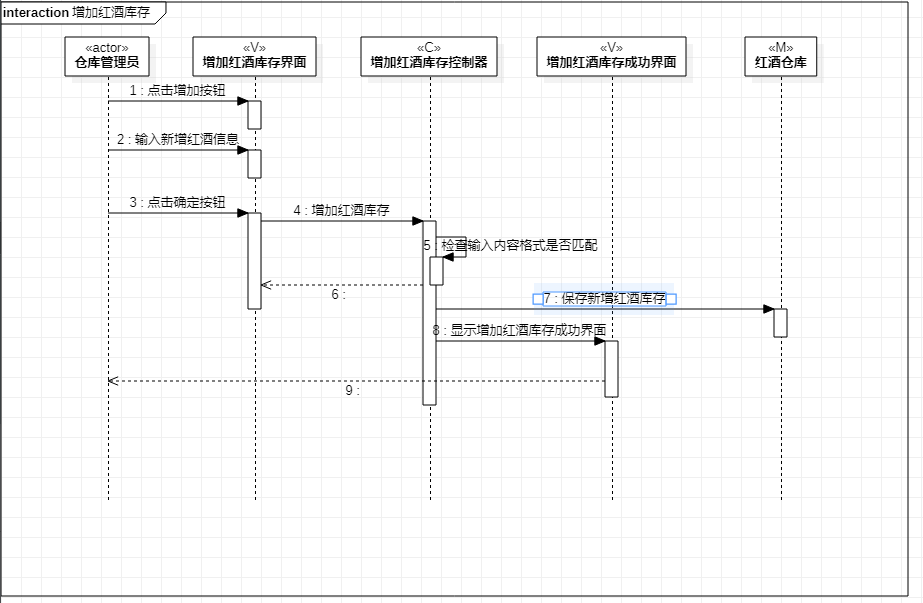 interaction 增加红酒库存
«actor»
仓库管理员
«V»
增加红酒库存界面
«C»
增加红酒库存控制器
«V»
增加红酒库存成功界面
«M»
红酒仓库
1 : 点击增加按钮
2 : 输入新增红酒信息
3 : 点击确定按钮
4 : 增加红酒库存
5 : 检查输入内容格式是否匹配
6 :
7 : 保存新增红酒库存
8 : 显示增加红酒库存成功界面
9 :